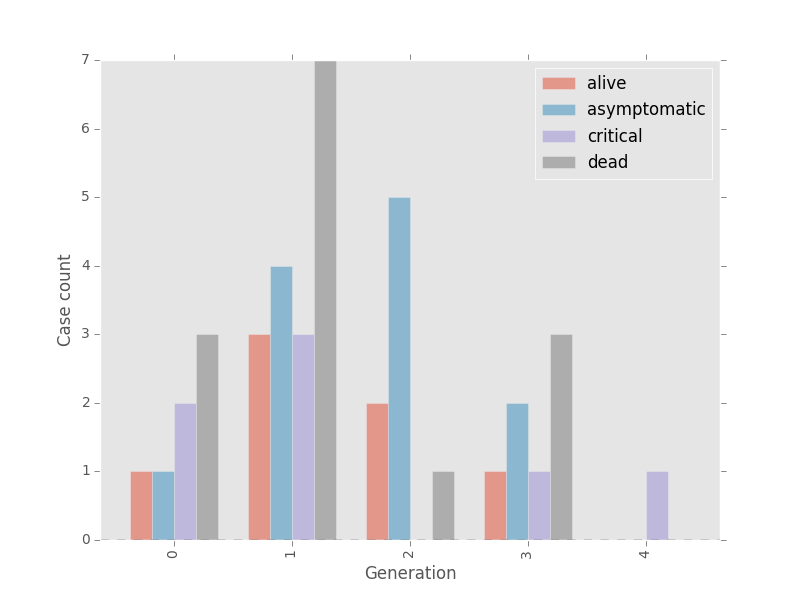 7
6
5
4
3
2
1
0
Case count
alive
asymptomatic
critical
dead
0
1
2
3
4
Generation